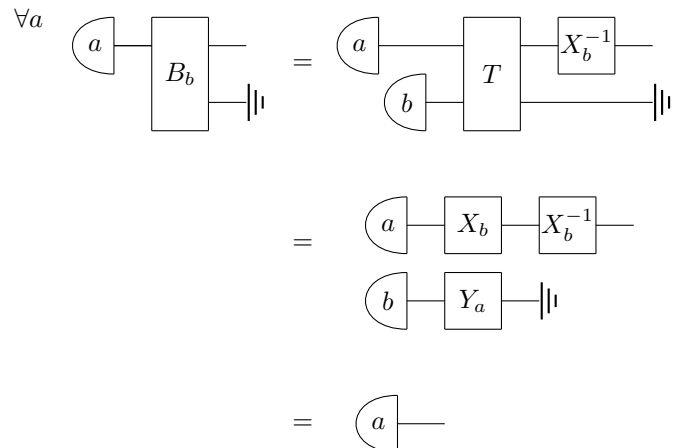 ∀a a B_b = a b T X_b^{-1}
= a X_b X_b^{-1}
b Y_a
= a